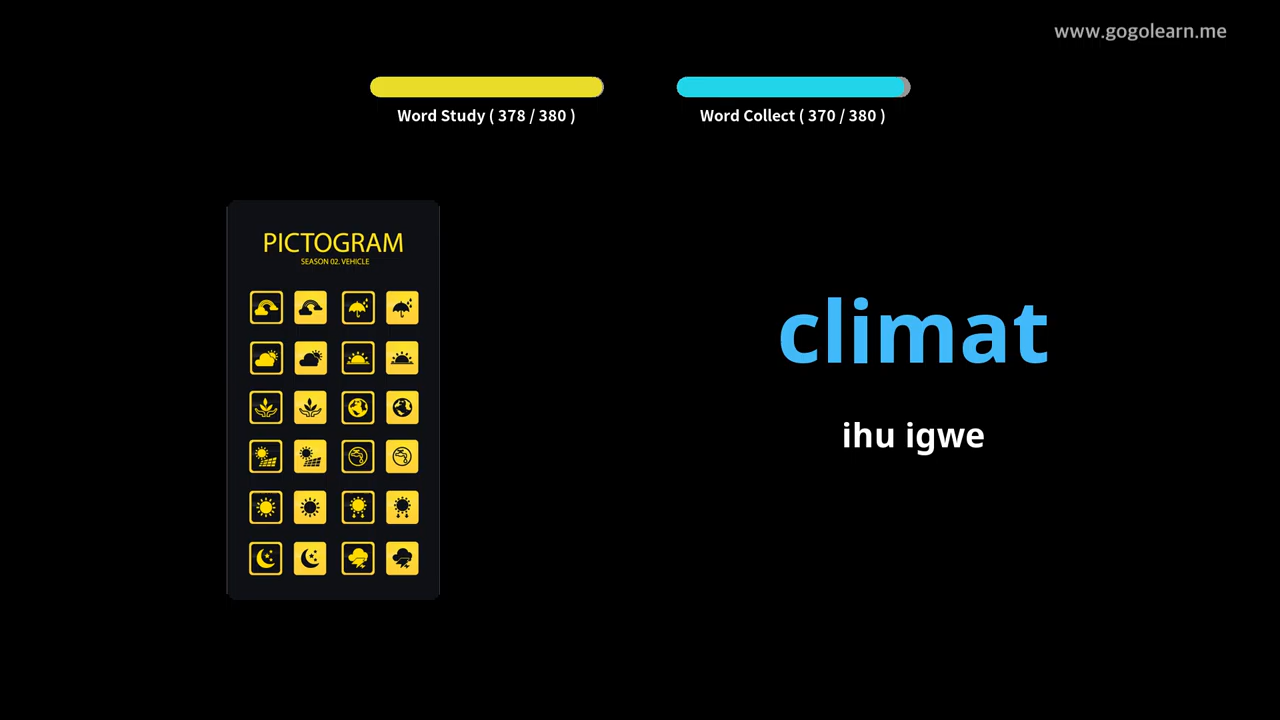 www.gogolearn.me
Word Study ( 378 / 380 )
Word Collect ( 370 / 380 )
PICTOGRAM
SEASON 02. VEHICLE
climat
ihu igwe